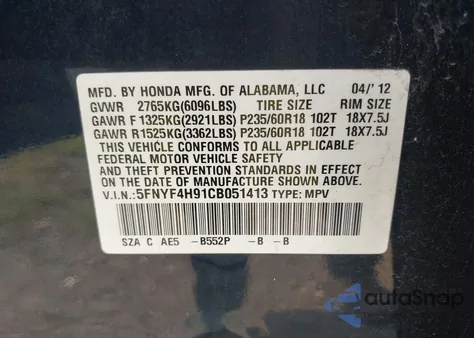 MFD. BY HONDA MFG. OF ALABAMA, LLC 04/'12
GVWR 2765KG(6096LBS) TIRE SIZE RIM SIZE
GAWR F 1325KG(2921LBS) P235/60R18 102T 18X7.5J
GAWR R1525KG(3362LBS) P235/60R18 102T 18X7.5J
THIS VEHICLE CONFORMS TO ALL APPLICABLE
FEDERAL MOTOR VEHICLE SAFETY AND
THEFT PREVENTION STANDARDS IN EFFECT ON
THE DATE OF MANUFACTURE SHOWN ABOVE.
V.I.N.: 5FNYF4H91CB051413 TYPE: MPV
SZA C AE5 -B552P -B -B
autoSnap